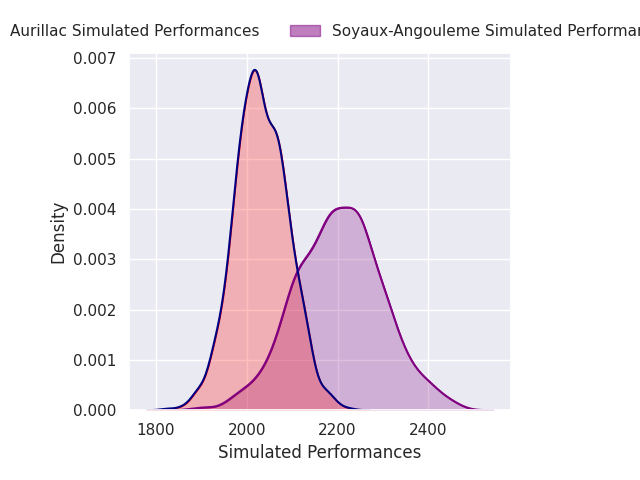 Aurillac Simulated Performances
Soyaux-Angouleme Simulated
0.007
0.006
0.005
0.004
0.003
0.002
0.001
0.000
Density
1800 2000 2200 2400
Simulated Performances